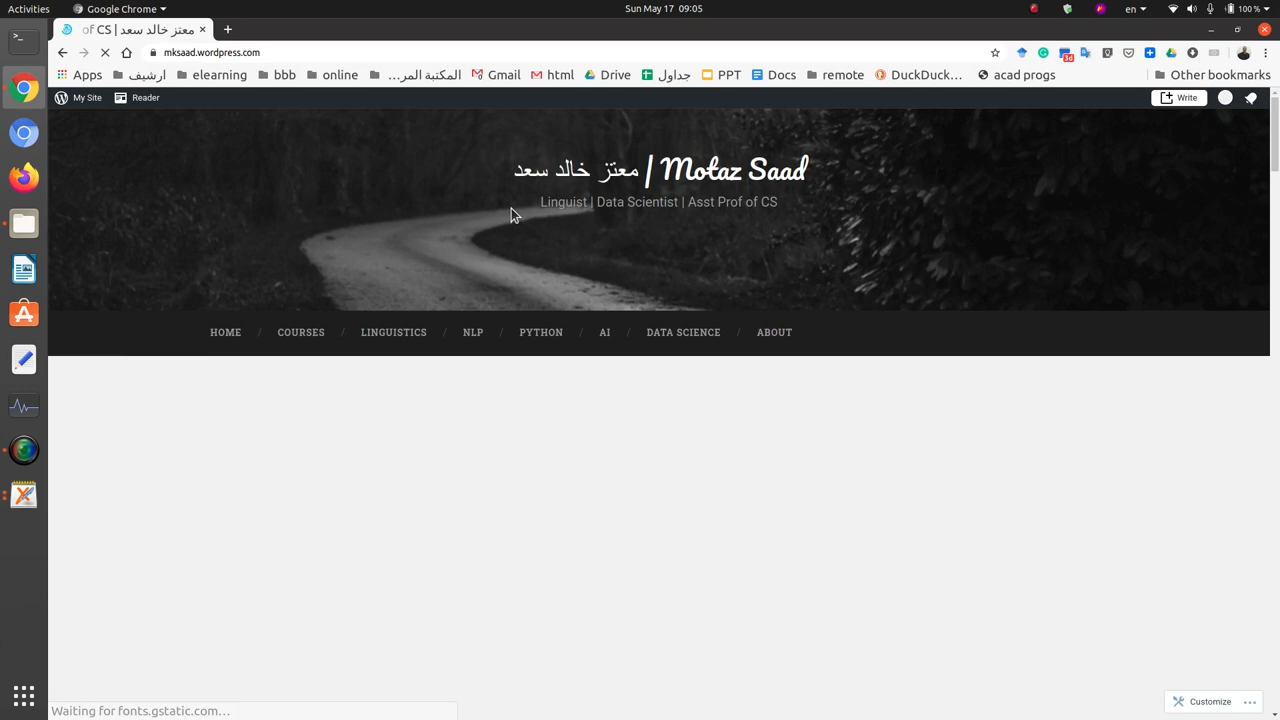 Activities
Google Chrome
Sun May 17 09:05
en
100 %
of CS | معتز خالد سعد
mksaad.wordpress.com
Apps
ارشيف
elearning
bbb
online
المكتبة المر...
Gmail
html
Drive
جداول
PPT
Docs
remote
DuckDuck...
acad progs
Other bookmarks
My Site
Reader
Write
معتز خالد سعد | Motaz Saad
Linguist | Data Scientist | Asst Prof of CS
HOME / COURSES / LINGUISTICS / NLP / PYTHON / AI / DATA SCIENCE / ABOUT
Waiting for fonts.gstatic.com...
Customize